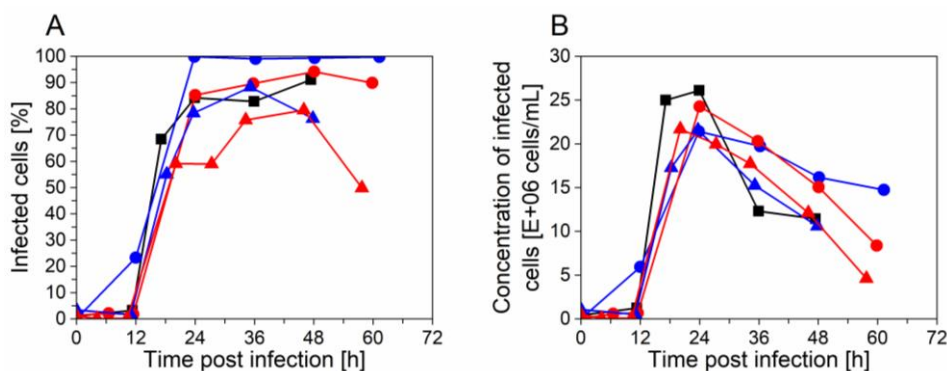 A
Infected cells [%]
100
90
80
70
60
50
40
30
20
10
0
0 12 24 36 48 60 72
Time post infection [h]
B
Concentration of infected
cells [E+06 cells/mL]
30
25
20
15
10
5
0
0 12 24 36 48 60 72
Time post infection [h]